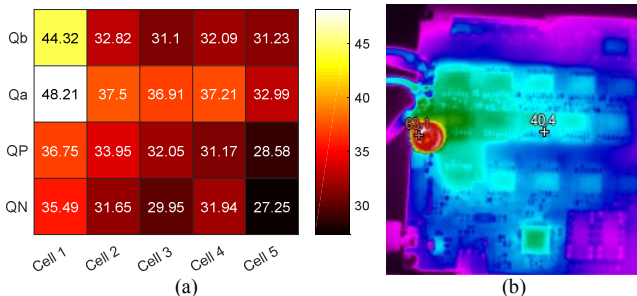 Qb 44.32 32.82 31.1 32.09 31.23
Qa 48.21 37.5 36.91 37.21 32.99
QP 36.75 33.95 32.05 31.17 28.58
QN 35.49 31.65 29.95 31.94 27.25
Cell 1 Cell 2 Cell 3 Cell 4 Cell 5
45
40
35
30
63.1
40.4
(a)
(b)